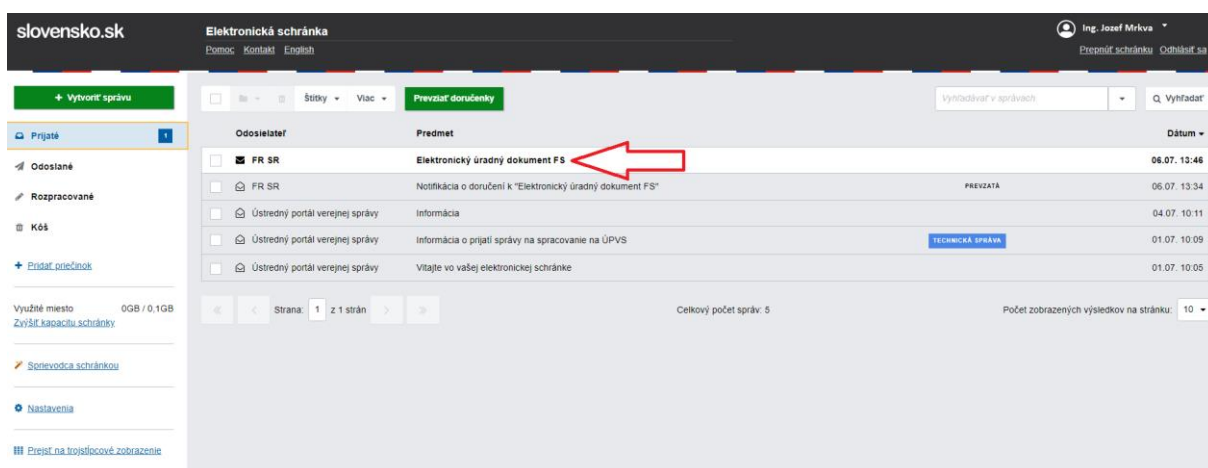 slovensko.sk
Elektronická schránka
Pomoc Kontakt English
Ing. Jozef Mrkva
Prepnúť schránku Odhlásiť sa
+ Vytvoriť správu
Štítky Viac Prevziať doručenky
Vyhľadávať v správach
Vyhľadať
Prijaté 1
Odoslané
Rozpracované
Kôš
+ Pridať priečinok
Využité miesto 0GB / 0,1GB
Zvýšiť kapacitu schránky
Sprievodca schránkou
Nastavenia
Prejsť na trojstĺpcové zobrazenie
Odosielateľ Predmet Dátum
FR SR Elektronický úradný dokument FS 06.07. 13:46
FR SR Notifikácia o doručení k "Elektronický úradný dokument FS" PREVZATÁ 06.07. 13:34
Ústredný portál verejnej správy Informácia 04.07. 10:11
Ústredný portál verejnej správy Informácia o prijatí správy na spracovanie na ÚPVS TECHNICKÁ SPRÁVA 01.07. 10:09
Ústredný portál verejnej správy Vitajte vo vašej elektronickej schránke 01.07. 10:05
Strana: 1 z 1 strán
Celkový počet správ: 5
Počet zobrazených výsledkov na stránku: 10